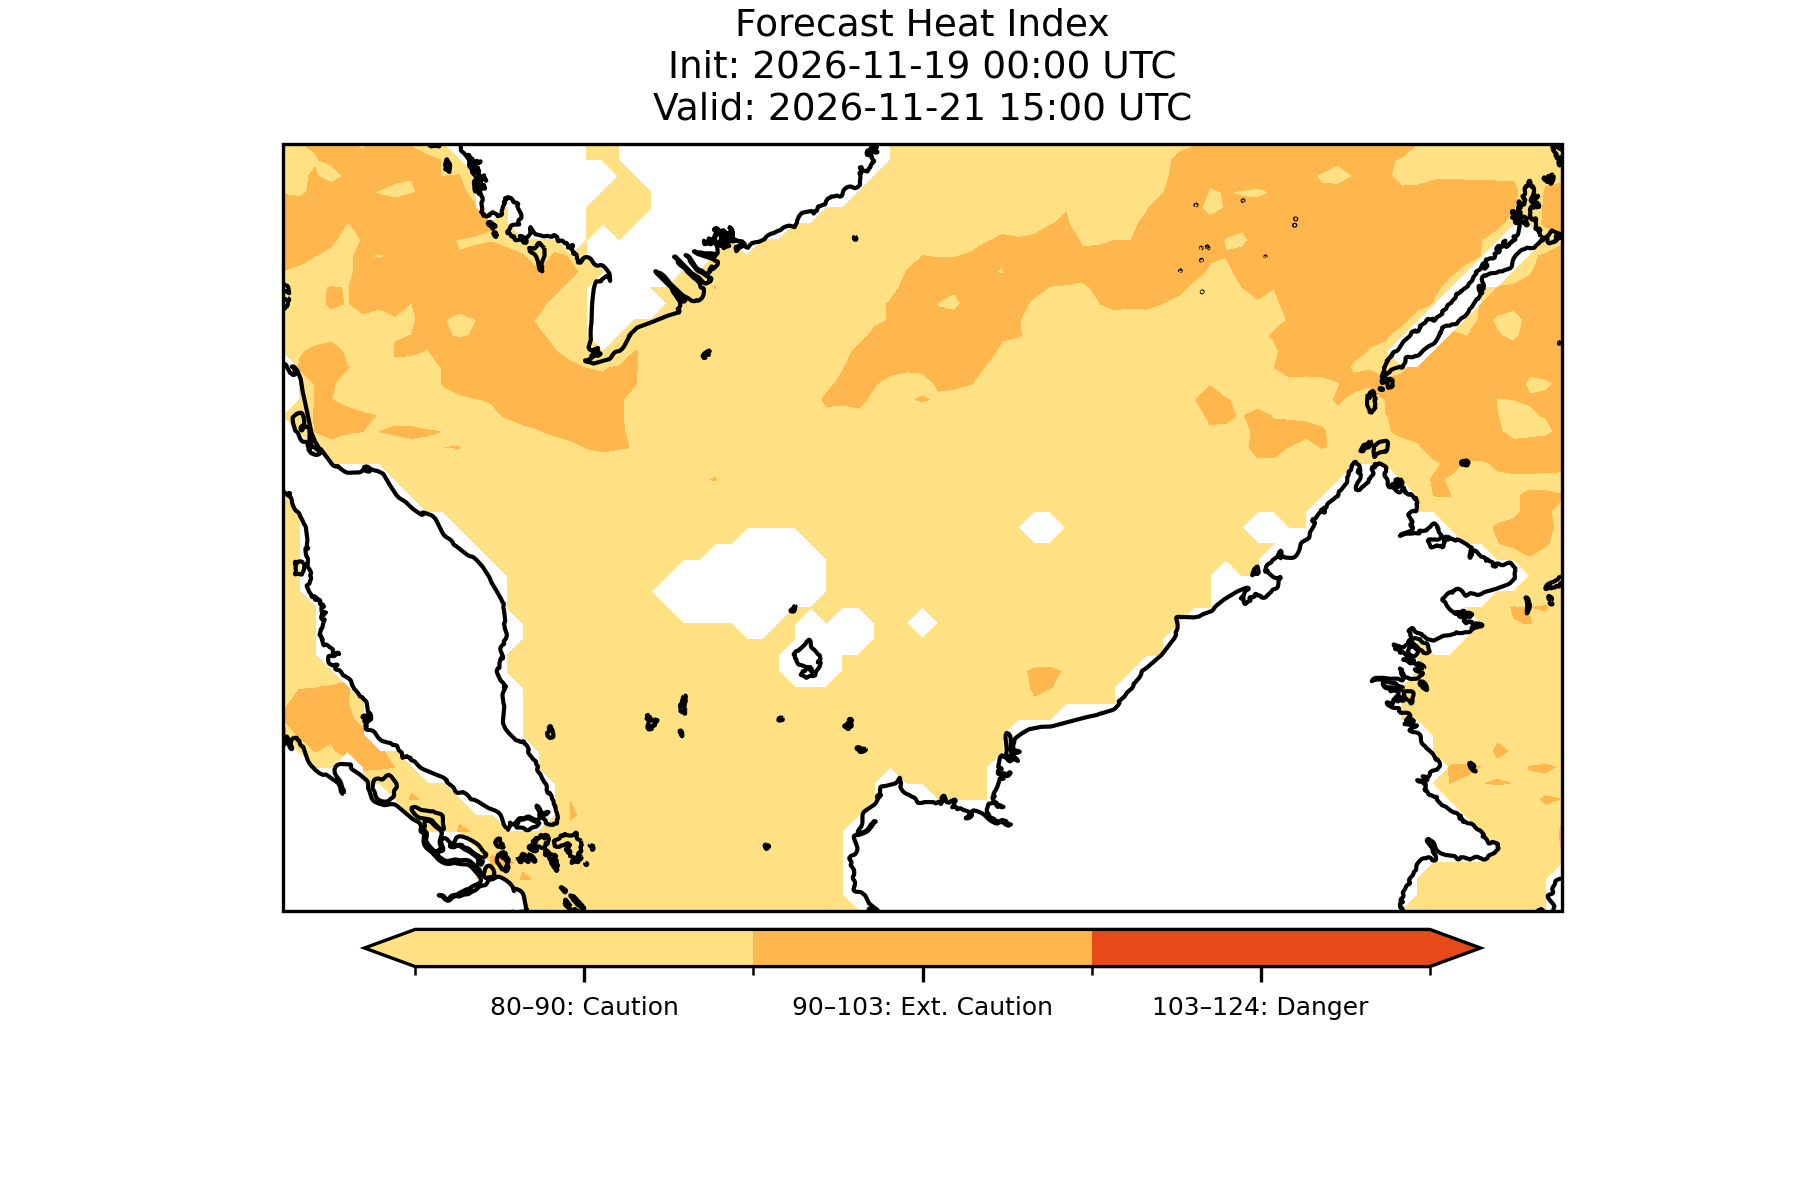 Forecast Heat Index
Init: 2026-11-19 00:00 UTC
Valid: 2026-11-21 15:00 UTC
80–90: Caution
90–103: Ext. Caution
103–124: Danger